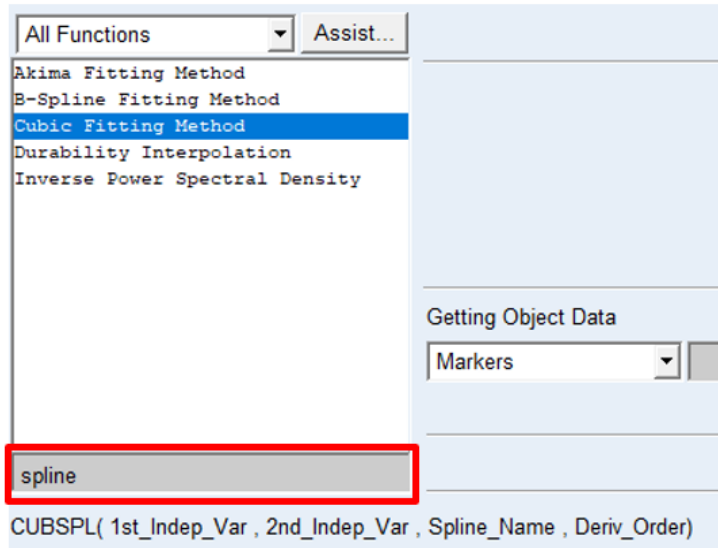 All Functions
Assist...
Akima Fitting Method
B-Spline Fitting Method
Cubic Fitting Method
Durability Interpolation
Inverse Power Spectral Density
Getting Object Data
Markers
spline
CUBSPL( 1st_Indep_Var , 2nd_Indep_Var , Spline_Name , Deriv_Order)